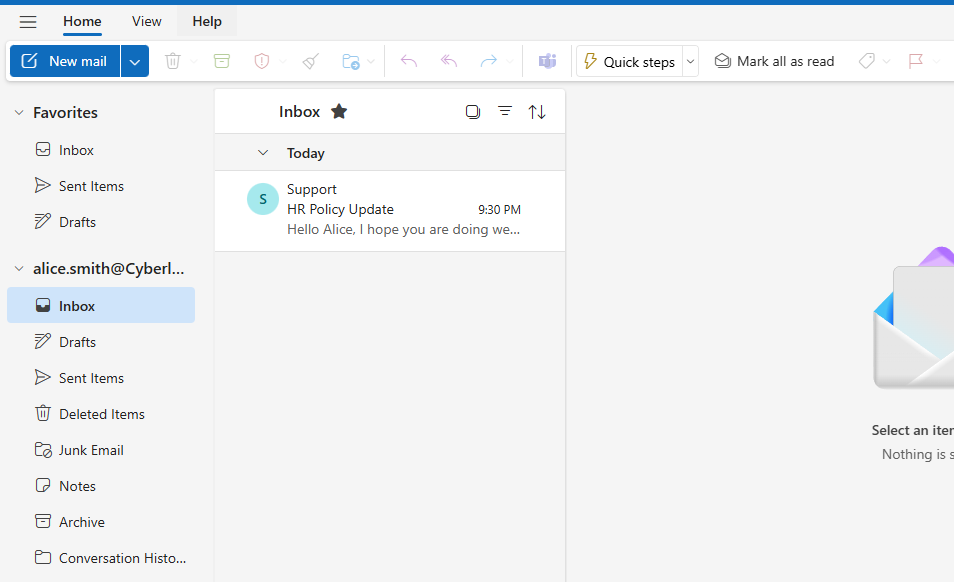 Home View Help
New mail Quick steps Mark all as read
Favorites
Inbox
Sent Items
Drafts
alice.smith@Cyberl...
Inbox
Drafts
Sent Items
Deleted Items
Junk Email
Notes
Archive
Conversation Histo...
Inbox
Today
S
Support
HR Policy Update 9:30 PM
Hello Alice, I hope you are doing we...
Select an iter
Nothing is s